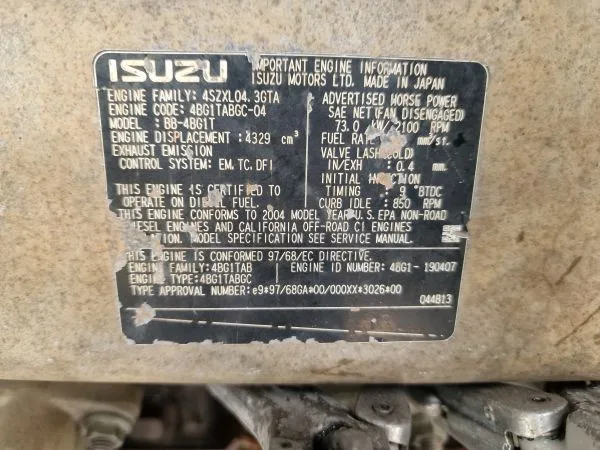 ISUZU
IMPORTANT ENGINE INFORMATION
ISUZU MOTORS LTD. MADE IN JAPAN
ENGINE FAMILY: 4SZXL04.3GTA
ENGINE CODE: 4BG1TABGC-04
MODEL : BB-4BG1T
ENGINE DISPLACEMENT: 4329 cm³
EXHAUST EMISSION
CONTROL SYSTEM: EM, TC, DFI
THIS ENGINE IS CERTIFIED TO
OPERATE ON DIESEL FUEL.
ADVERTISED HORSE POWER
SAE NET (FAN DISENGAGED)
73.0 kW/2100 RPM
FUEL RATE mm³/st.
VALVE LASH(COLD)
IN/EXH : 0.4 mm
INITIAL INJECTION
TIMING : 9 °BTDC
CURB IDLE : 850 RPM
THIS ENGINE CONFORMS TO 2004 MODEL YEAR U.S. EPA NON-ROAD
DIESEL ENGINES AND CALIFORNIA OFF-ROAD CI ENGINES
MODEL SPECIFICATION SEE SERVICE MANUAL.
THIS ENGINE CONFORMED 97/68/EC DIRECTIVE.
ENGINE FAMILY:4BG1TAB
ENGINE ID NUMBER: 4BG1- 190407
ENGINE TYPE:4BG1TABGC
TYPE APPROVAL NUMBER:e9*97/68GA*00/000XX*3026*00
044813